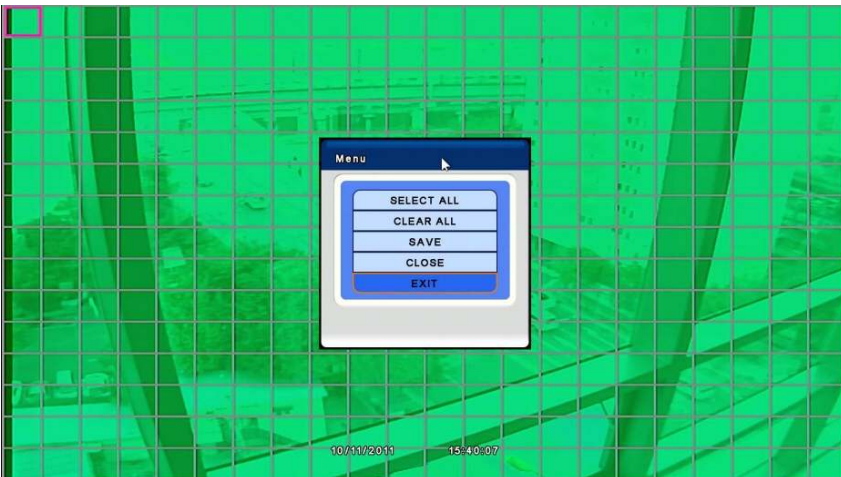 Menu
SELECT ALL
CLEAR ALL
SAVE
CLOSE
EXIT
10/11/2011 15:40:07